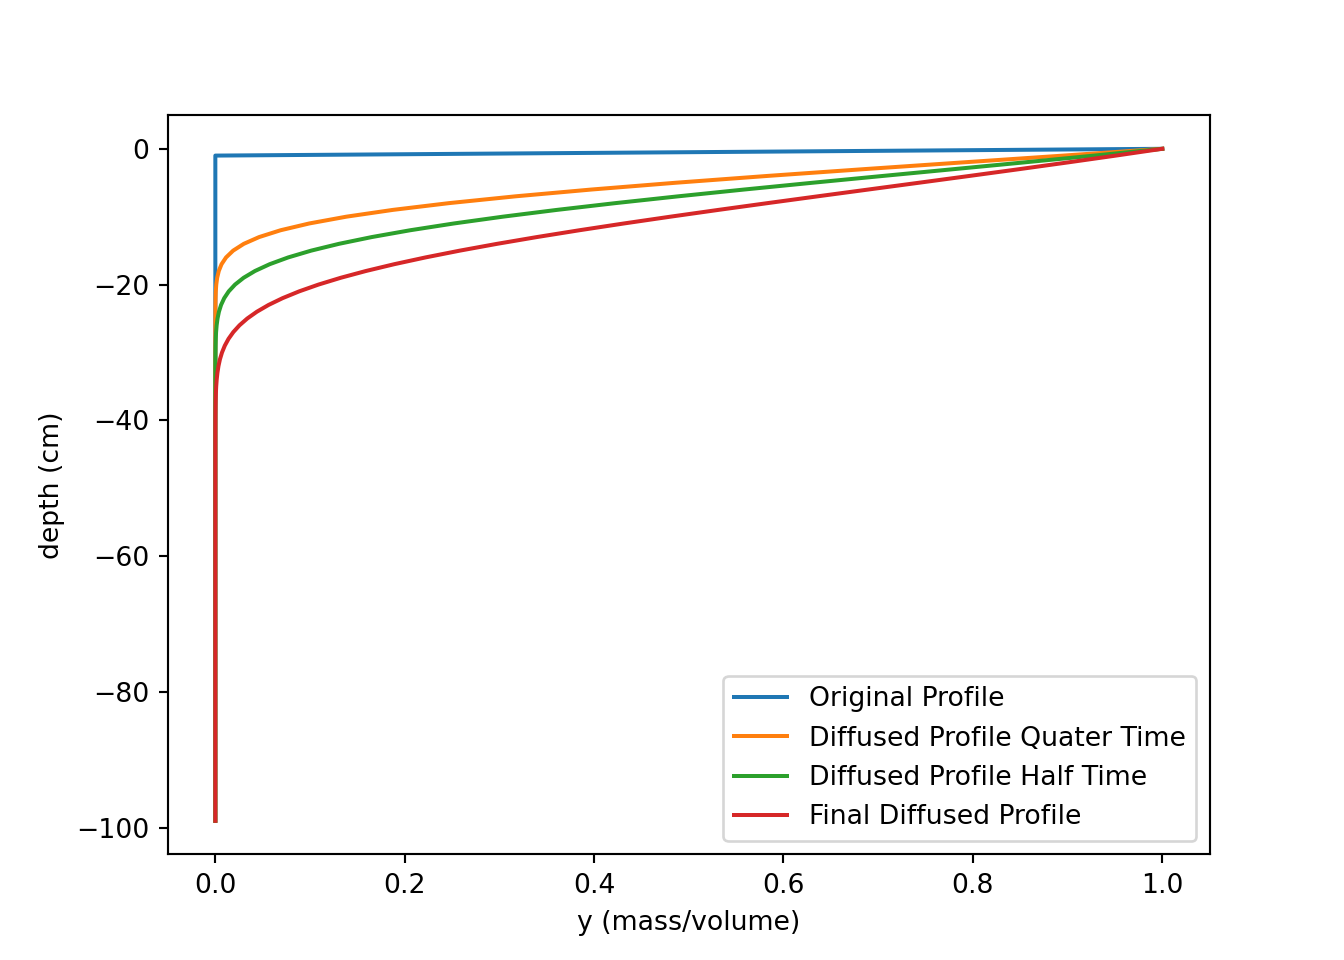 0
−20
−40
−60
−80
−100
depth (cm)
Original Profile
Diffused Profile Quater Time
Diffused Profile Half Time
Final Diffused Profile
0.0 0.2 0.4 0.6 0.8 1.0
y (mass/volume)